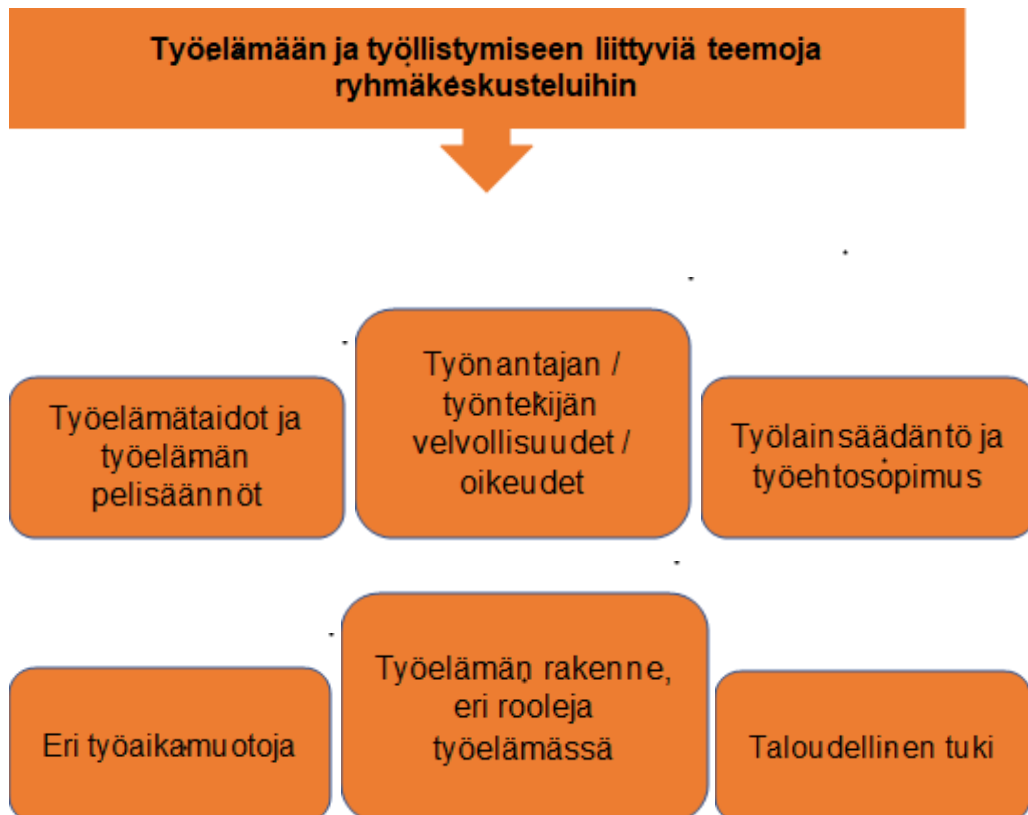 Työelämään ja työllistymiseen liittyviä teemoja
ryhmäkeskusteluihin
Työelämätaidot ja
työelämän
pelisäännöt
Työnantajan /
työntekijän
velvollisuudet /
oikeudet
Työlainsäädäntö ja
työehtosopimus
Eri työaikamuotoja
Työelämän rakenne,
eri rooleja
työelämässä
Taloudellinen tuki